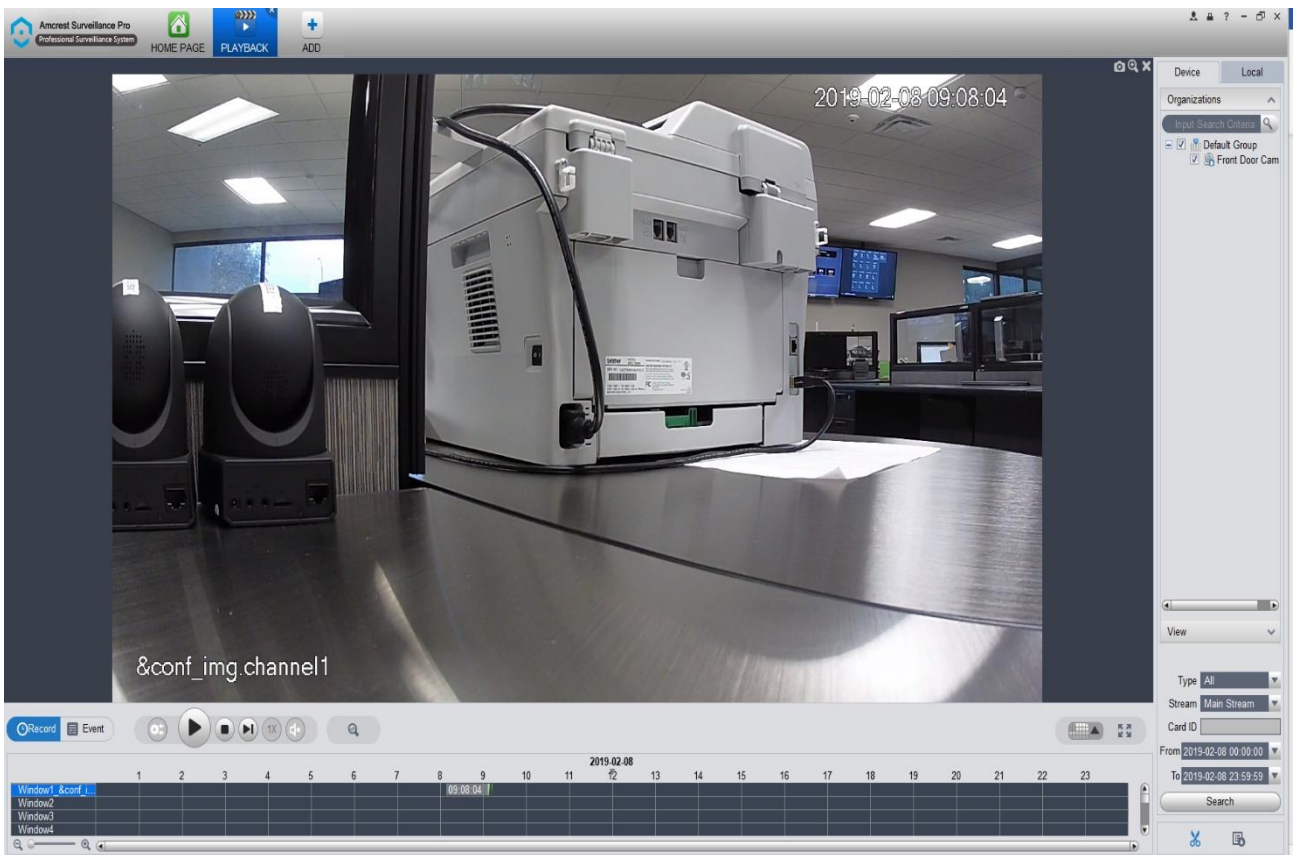 Amcrest Surveillance Pro
Professional Surveillance System
HOME PAGE
PLAYBACK
ADD
2019-02-08 09:08:04
brother
FC
&conf_img.channel1
Device
Local
Organizations
Input Search Criteria
Default Group
Front Door Cam
View
Type All
Stream Main Stream
Card ID
From 2019-02-08 00:00:00
To 2019-02-08 23:59:59
Search
Record
Event
1X
2019-02-08
1 2 3 4 5 6 7 8 9 10 11 12 13 14 15 16 17 18 19 20 21 22 23
Window1_&conf_i...
09:08:04
Window2
Window3
Window4